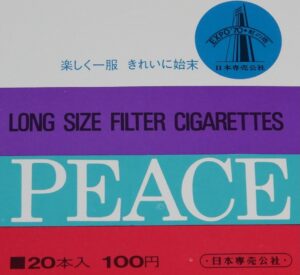 EXPO'70
日本専売公社
楽しく一服 きれいに始末
LONG SIZE FILTER CIGARETTES
PEACE
■20本入 100円
・日本専売公社・